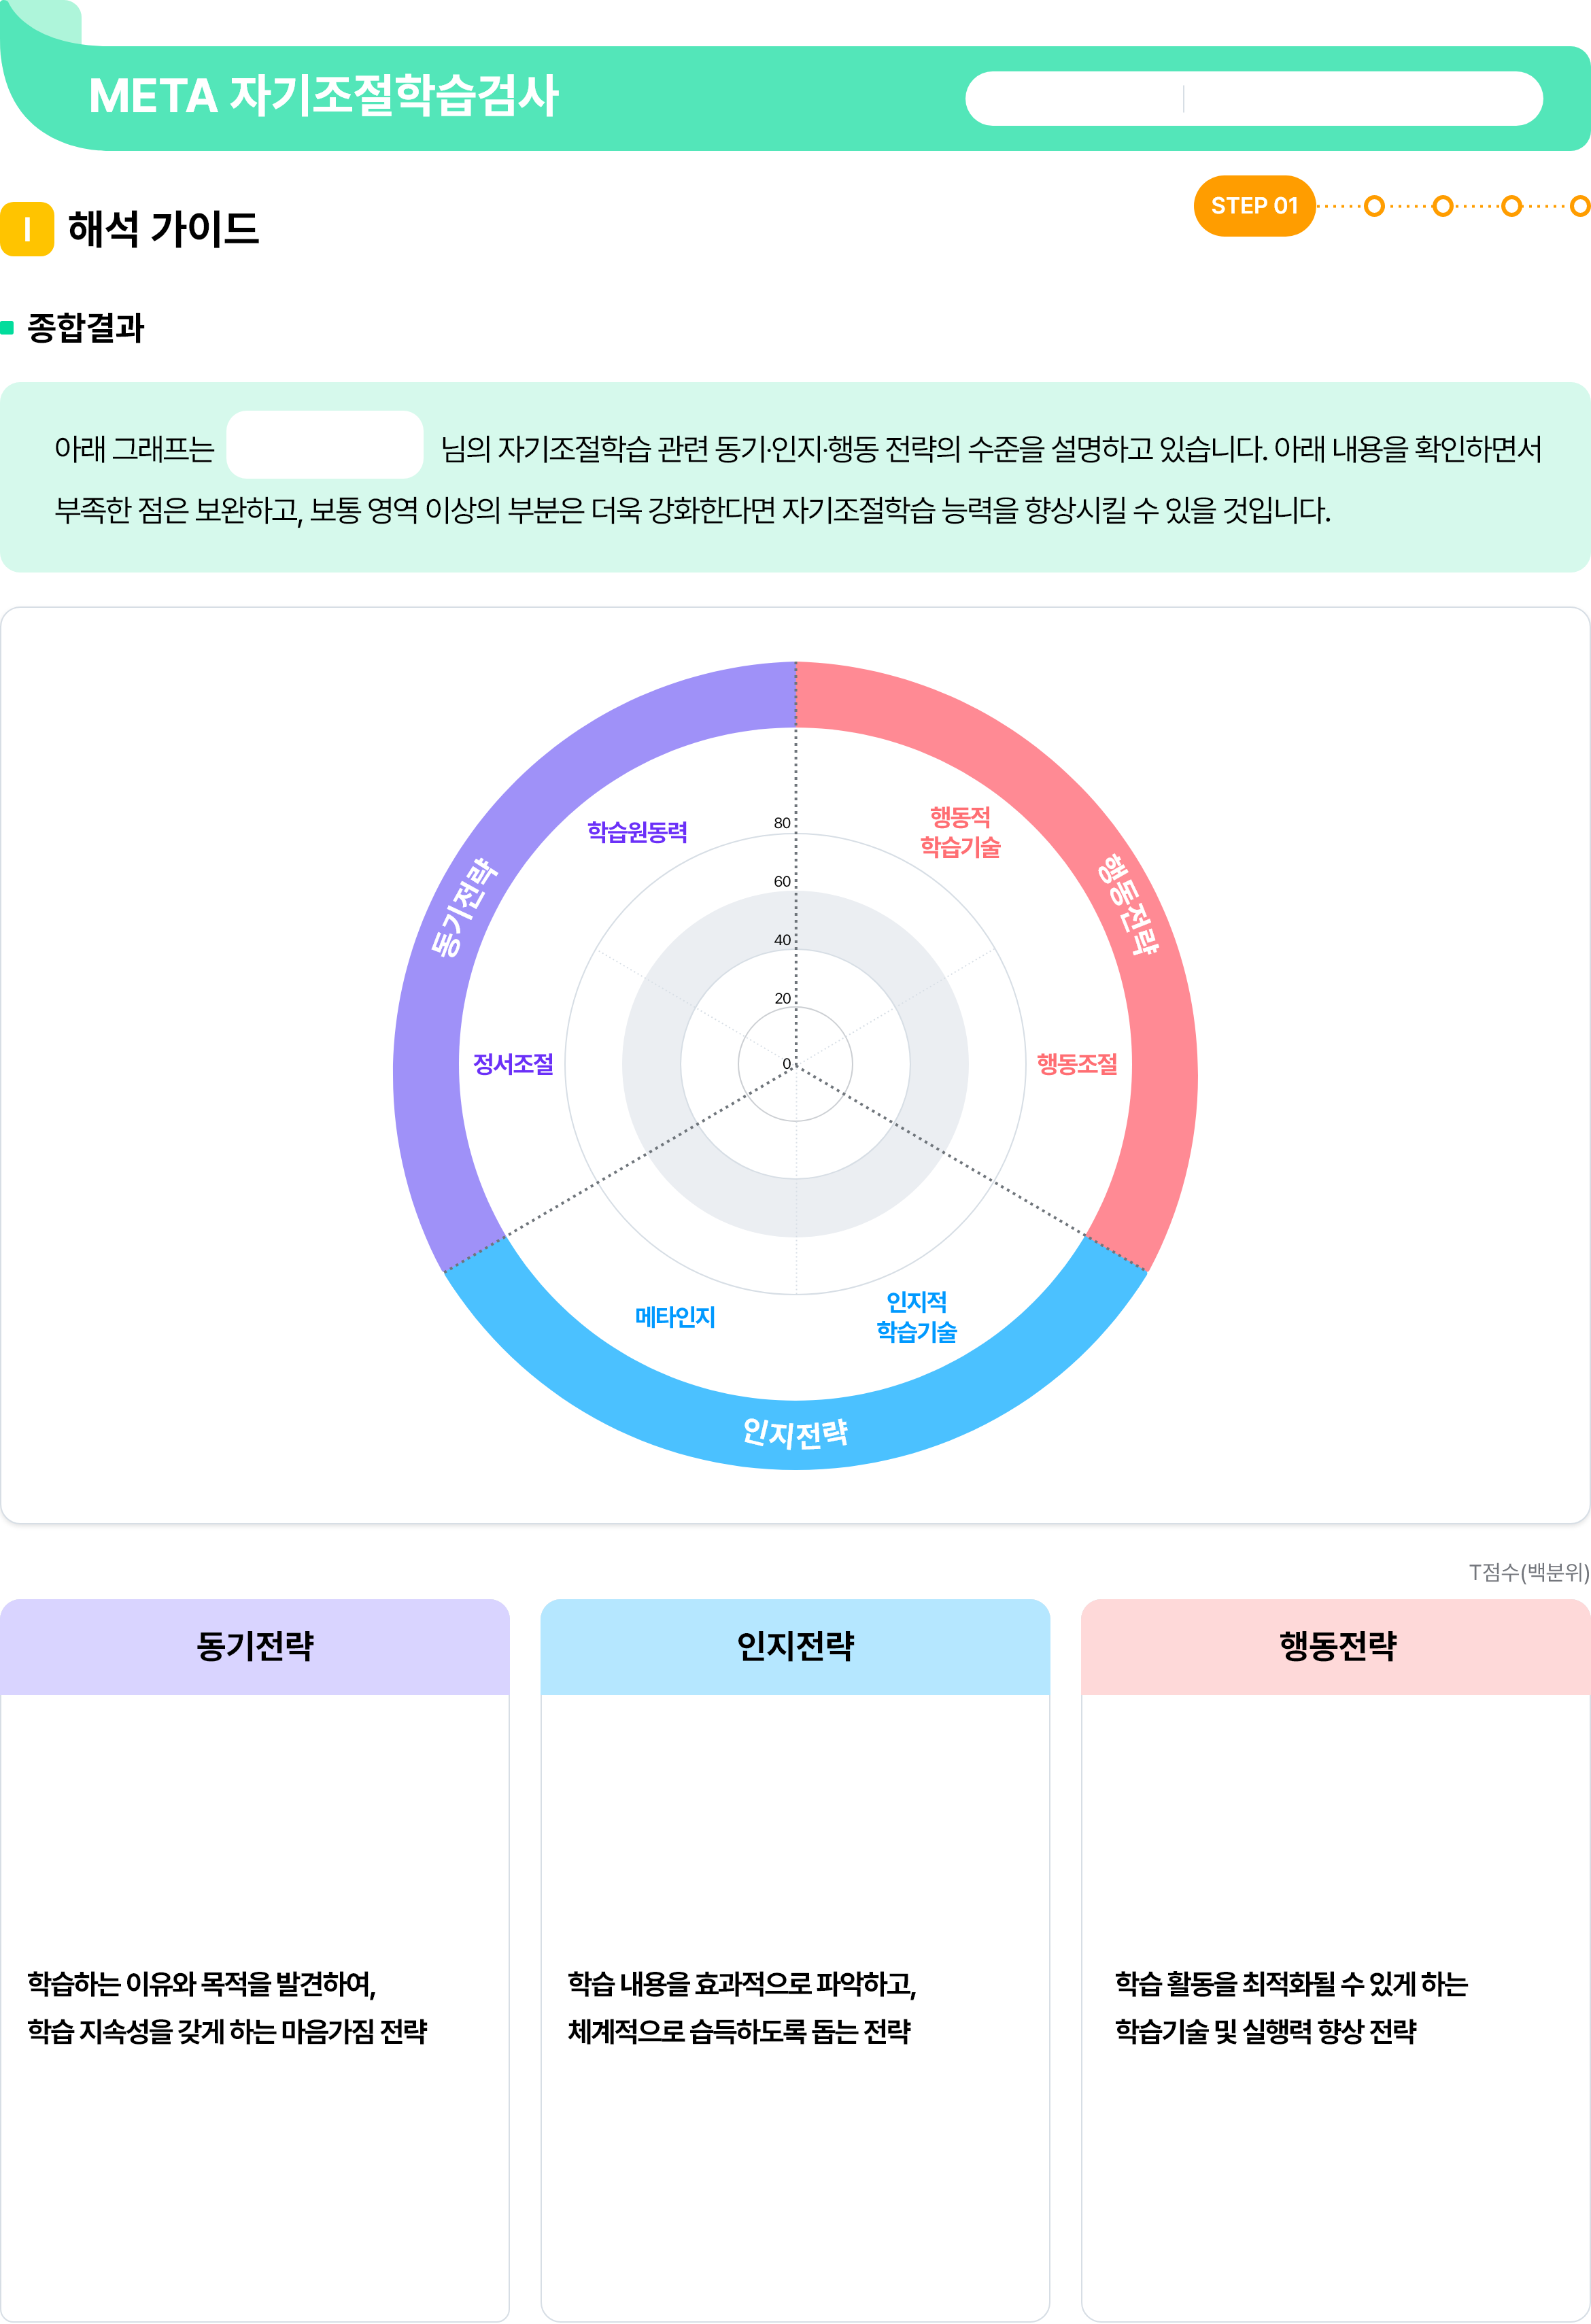 META 자기조절학습검사
STEP 01
I 해석 가이드
종합결과
아래 그래프는 님의 자기조절학습 관련 동기·인지·행동 전략의 수준을 설명하고 있습니다. 아래 내용을 확인하면서
부족한 점은 보완하고, 보통 영역 이상의 부분은 더욱 강화한다면 자기조절학습 능력을 향상시킬 수 있을 것입니다.
학습원동력
80
행동적
학습기술
60
동기전략
행동전략
40
20
정서조절
0
행동조절
메타인지
인지적
학습기술
인지전략
T점수(백분위)
동기전략
인지전략
행동전략
학습하는 이유와 목적을 발견하여,
학습 지속성을 갖게 하는 마음가짐 전략
학습 내용을 효과적으로 파악하고,
체계적으로 습득하도록 돕는 전략
학습 활동을 최적화될 수 있게 하는
학습기술 및 실행력 향상 전략